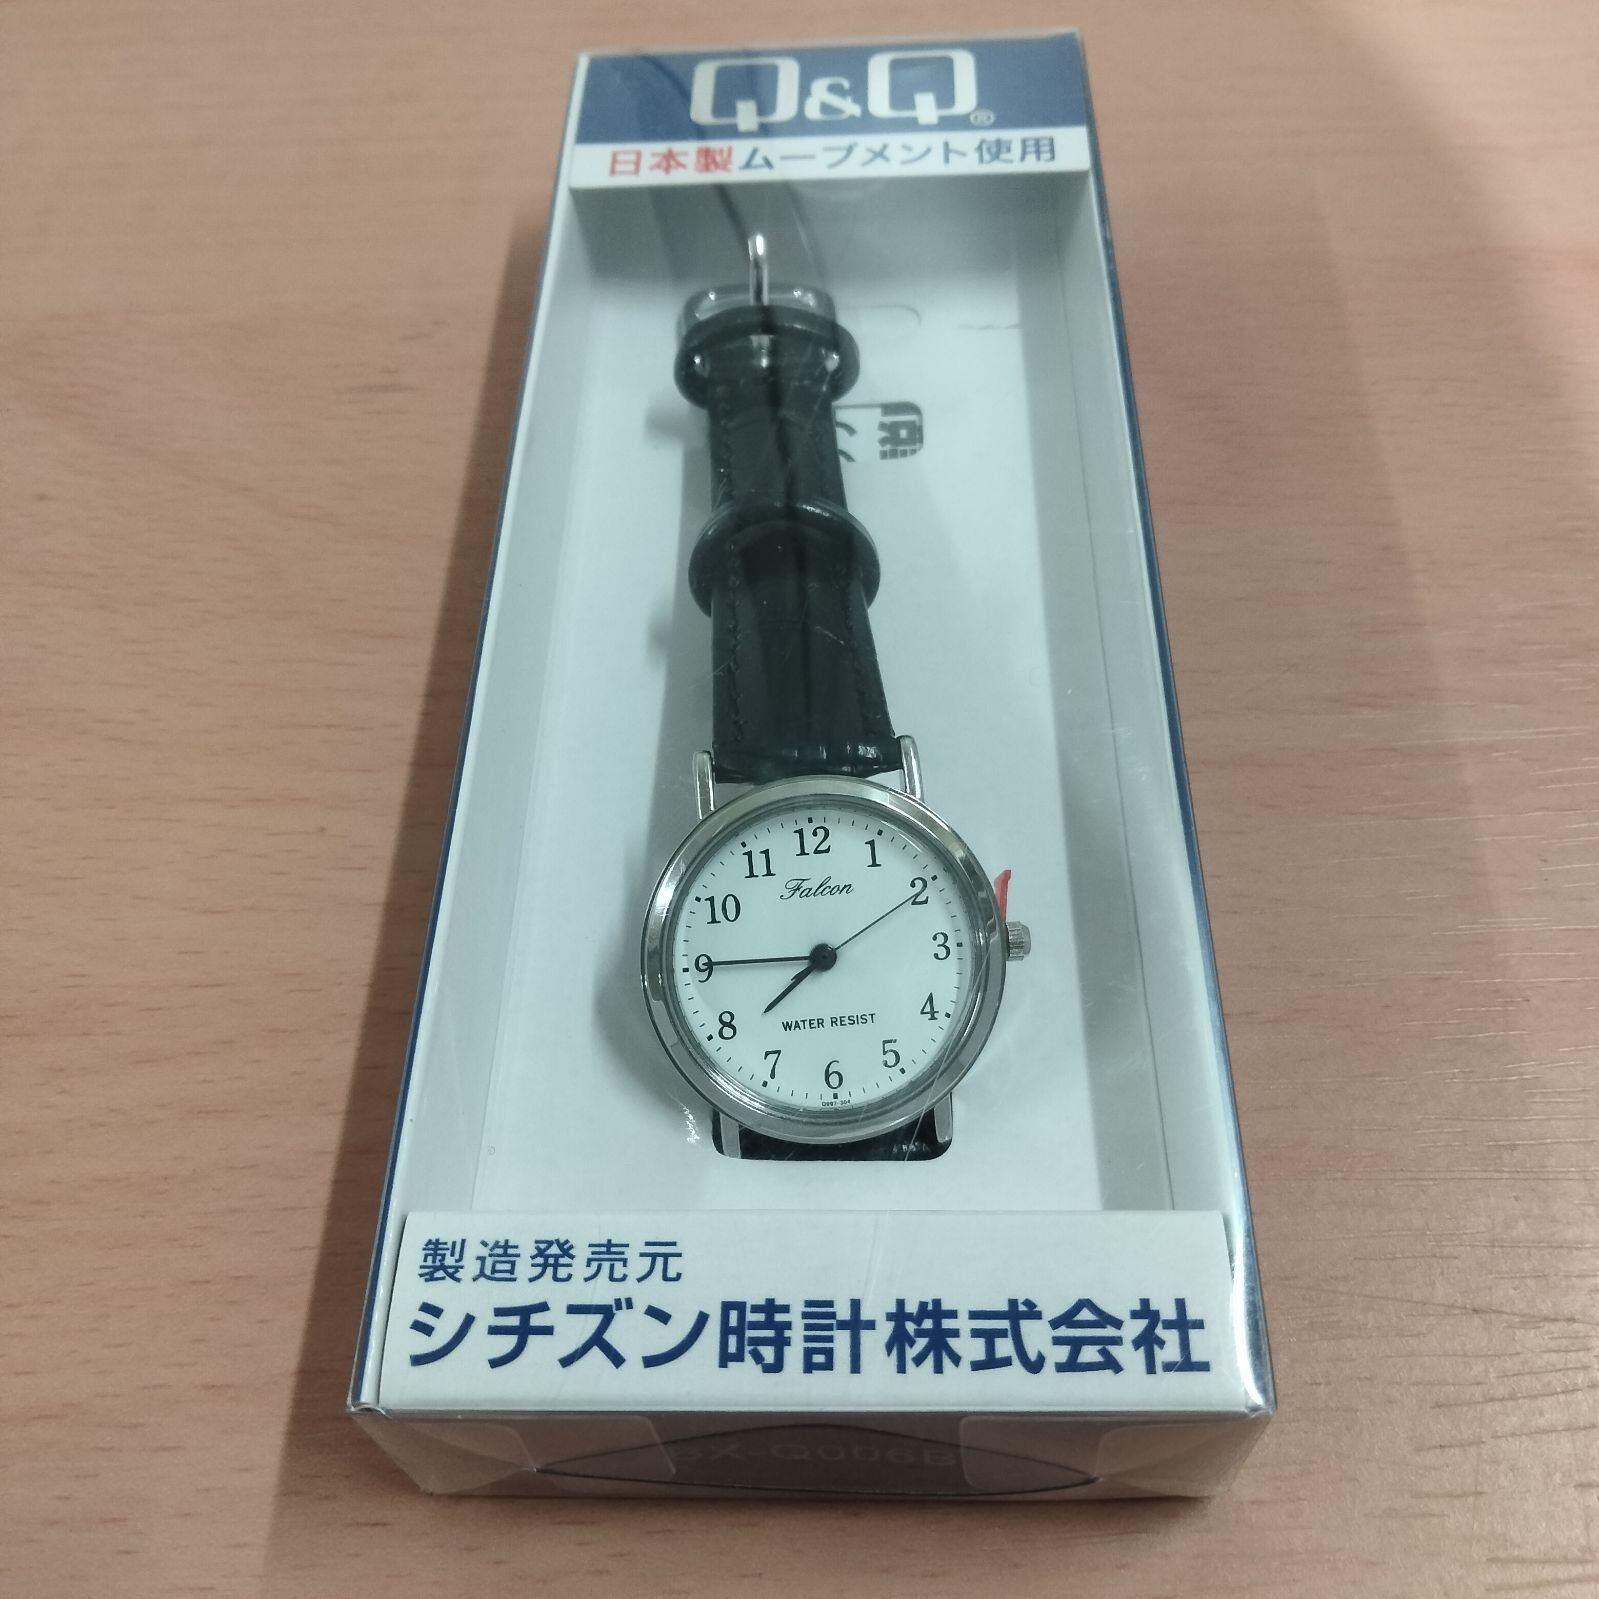 Q&Q®
日本製ムーブメント使用
12
11 1
Falcon
10 2
9 3
8 4
WATER RESIST
7 5
6
製造発売元
シチズン時計株式会社